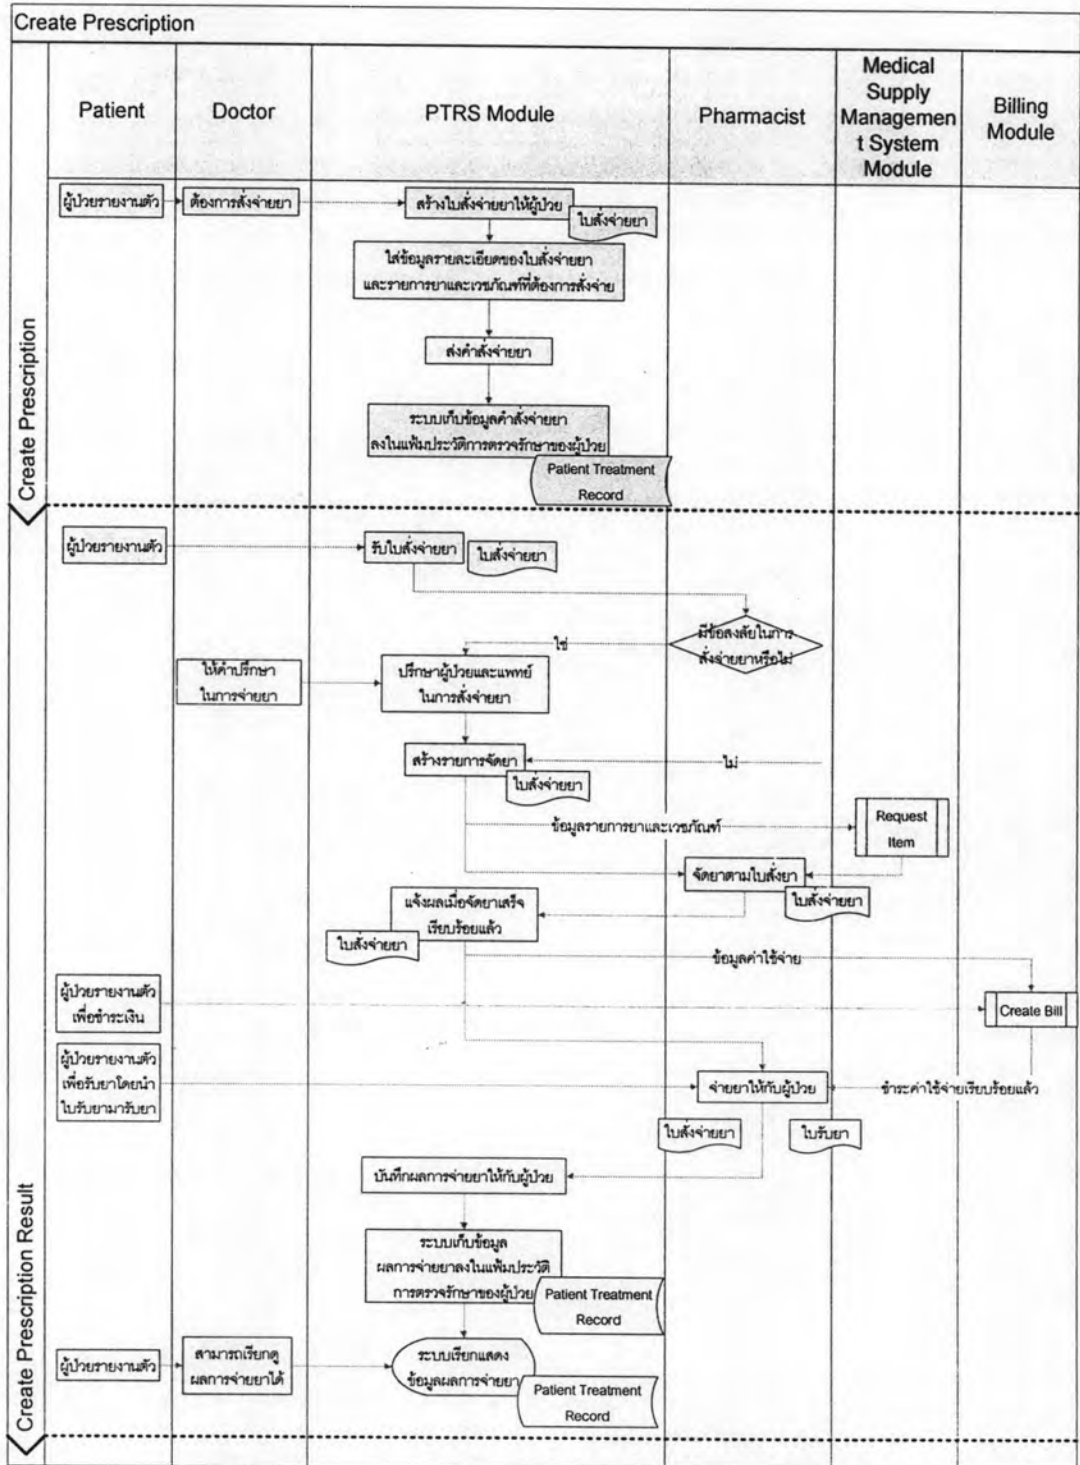 Create Prescription
Patient
Doctor
PTRS Module
Pharmacist
Medical
Supply
Managemen
t System
Module
Billing
Module
Create Prescription
ผู้ป่วยรายงานตัว
ต้องการสั่งจ่ายยา
สร้างใบสั่งจ่ายยาให้ผู้ป่วย
ใบสั่งจ่ายยา
ใส่ข้อมูลรายละเอียดของใบสั่งจ่ายยา
และรายการยาและเวชภัณฑ์ที่ต้องการสั่งจ่าย
ส่งคำสั่งจ่ายยา
ระบบเก็บข้อมูลคำสั่งจ่ายยา
ลงในแฟ้มประวัติการตรวจรักษาของผู้ป่วย
Patient Treatment
Record
Create Prescription Result
ผู้ป่วยรายงานตัว
รับใบสั่งจ่ายยา
ใบสั่งจ่ายยา
มีข้อสงสัยในการ
สั่งจ่ายยาหรือไม่
ใช่
ให้คำปรึกษา
ในการจ่ายยา
ปรึกษาผู้ป่วยและแพทย์
ในการสั่งจ่ายยา
สร้างรายการจัดยา
ไม่
ใบสั่งจ่ายยา
ข้อมูลรายการยาและเวชภัณฑ์
Request
Item
จัดยาตามใบสั่งยา
ใบสั่งจ่ายยา
แจ้งผลเมื่อจัดยาเสร็จ
เรียบร้อยแล้ว
ใบสั่งจ่ายยา
ข้อมูลค่าใช้จ่าย
ผู้ป่วยรายงานตัว
เพื่อชำระเงิน
Create Bill
ผู้ป่วยรายงานตัว
เพื่อรับยาโดยนำ
ใบรับยามารับยา
จ่ายยาให้กับผู้ป่วย
ชำระค่าใช้จ่ายเรียบร้อยแล้ว
ใบสั่งจ่ายยา
ใบรับยา
บันทึกผลการจ่ายยาให้กับผู้ป่วย
ระบบเก็บข้อมูล
ผลการจ่ายยาลงในแฟ้มประวัติ
การตรวจรักษาของผู้ป่วย
Patient Treatment
Record
ผู้ป่วยรายงานตัว
สามารถเรียกดู
ผลการจ่ายยาได้
ระบบเรียกแสดง
ข้อมูลผลการจ่ายยา
Patient Treatment
Record